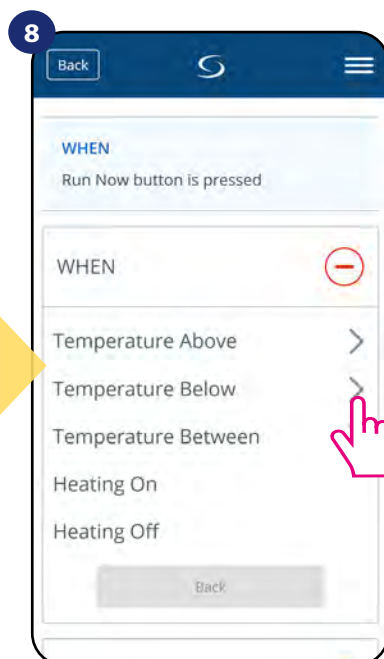 8
Back
WHEN
Run Now button is pressed
WHEN
Temperature Above
Temperature Below
Temperature Between
Heating On
Heating Off
Back